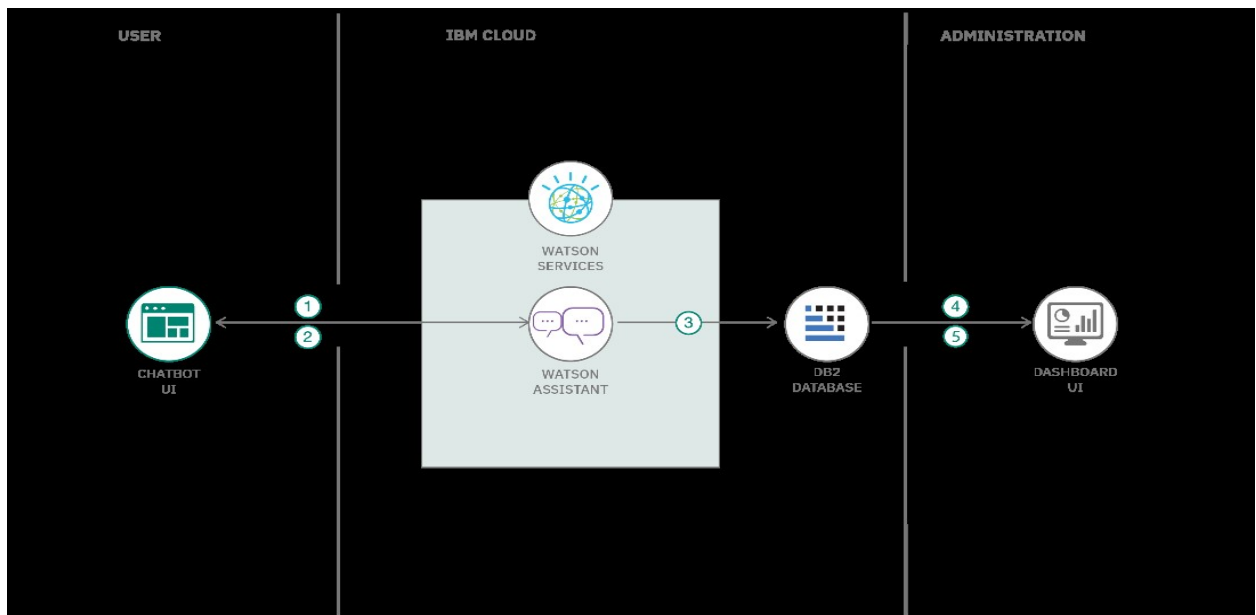 USER
IBM CLOUD
ADMINISTRATION
WATSON
SERVICES
1
2
3
4
5
CHATBOT
UI
WATSON
ASSISTANT
DB2
DATABASE
DASHBOARD
UI